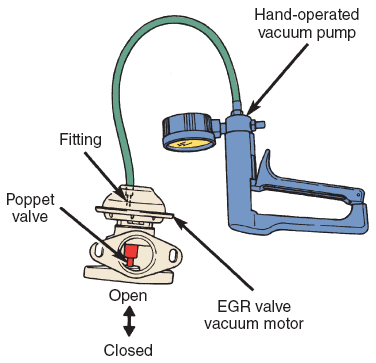 Hand-operated
vacuum pump
Fitting
Poppet
valve
Open
Closed
EGR valve
vacuum motor